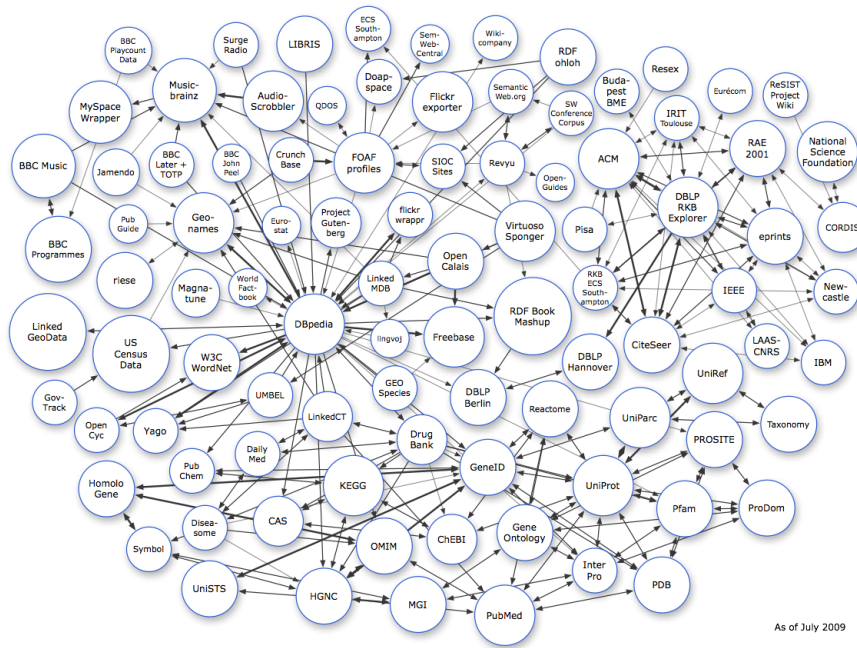 BBC
Playcount
Data
Surge
Radio
LIBRIS
ECS
South-
ampton
Sem-
Web-
Central
Wiki-
company
RDF
ohloh
Music-
brainz
Doap-
space
MySpace
Wrapper
Audio-
Scrobbler
QDOS
Flickr
exporter
Semantic
Web.org
SW
Conference
Corpus
Buda-
pest
BME
Resex
IRIT
Toulouse
Eurécom
ReSIST
Project
Wiki
BBC Music
Jamendo
BBC
Later +
TOTP
BBC
John
Peel
Crunch
Base
FOAF
profiles
SIOC
Sites
Revyu
Open-
Guides
ACM
RAE
2001
National
Science
Foundation
DBLP
RKB
Explorer
BBC
Programmes
Pub
Guide
Geo-
names
Euro-
stat
Project
Guten-
berg
flickr
wrappr
Virtuoso
Sponger
Pisa
eprints
CORDIS
riese
Magna-
tune
World
Fact-
book
Linked
MDB
Open
Calais
RKB
ECS
South-
ampton
IEEE
New-
castle
Linked
GeoData
US
Census
Data
W3C
WordNet
DBpedia
lingvoj
Freebase
RDF Book
Mashup
DBLP
Hannover
CiteSeer
LAAS-
CNRS
IBM
Gov-
Track
Open
Cyc
Yago
UMBEL
GEO
Species
DBLP
Berlin
Reactome
UniParc
UniRef
Taxonomy
LinkedCT
Drug
Bank
PROSITE
Daily
Med
Pub
Chem
Homolo
Gene
KEGG
GeneID
UniProt
Pfam
ProDom
Symbol
Disea-
some
CAS
OMIM
ChEBI
Gene
Ontology
Inter
Pro
PDB
UniSTS
HGNC
MGI
PubMed
As of July 2009